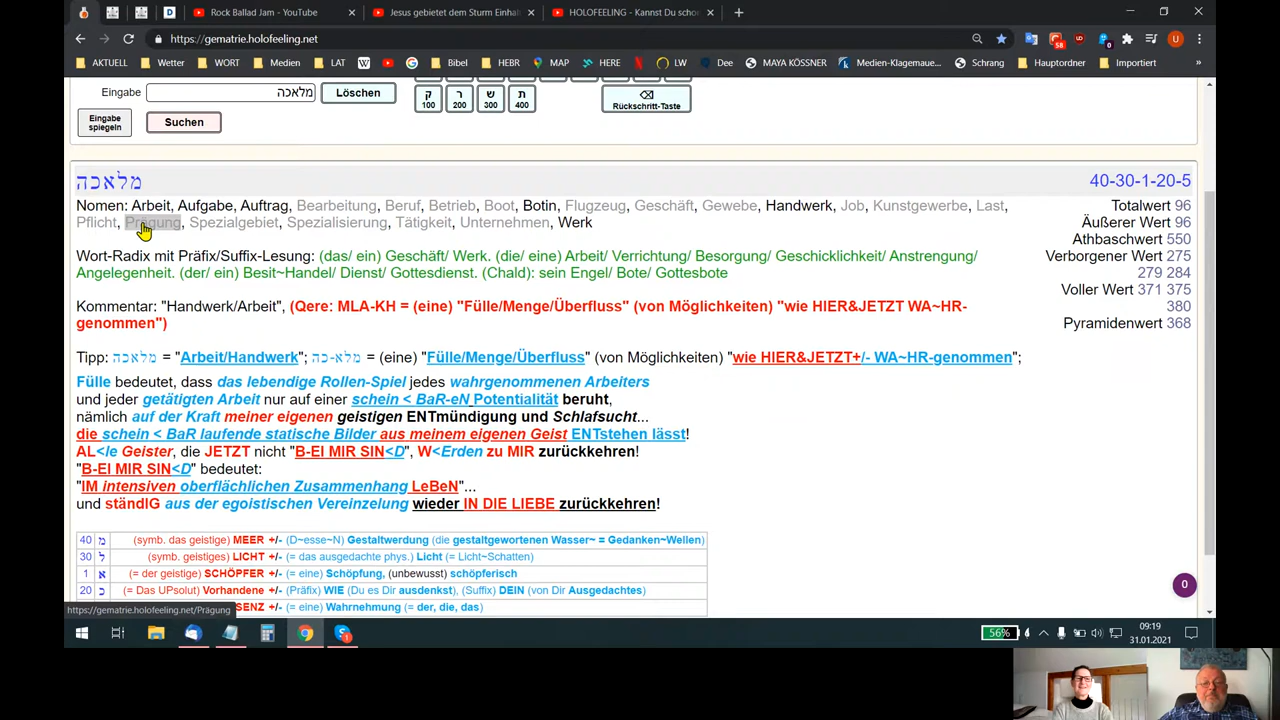 Rock Ballad Jam - YouTube
Jesus gebietet dem Sturm Einhal
HOLOFEELING - Kannst Du scho
https://gematrie.holofeeling.net
58
0
U
AKTUELL Wetter WORT Medien LAT Bibel HEBR MAP HERE LW Dee MAYA KÖSSNER Medien-Klagemaue... Schrang Hauptordner Importiert »
Eingabe מלאכה Löschen
ק 100 ר 200 ש 300 ת 400 Rückschritt-Taste
Eingabe spiegeln Suchen
מלאכה 40-30-1-20-5
Nomen: Arbeit, Aufgabe, Auftrag, Bearbeitung, Beruf, Betrieb, Boot, Botin, Flugzeug, Geschäft, Gewebe, Handwerk, Job, Kunstgewerbe, Last,
Pflicht, Prägung, Spezialgebiet, Spezialisierung, Tätigkeit, Unternehmen, Werk
Totalwert 96
Äußerer Wert 96
Athbaschwert 550
Verborgener Wert 275
279 284
Voller Wert 371 375
380
Pyramidenwert 368
Wort-Radix mit Präfix/Suffix-Lesung: (das/ ein) Geschäft/ Werk. (die/ eine) Arbeit/ Verrichtung/ Besorgung/ Geschicklichkeit/ Anstrengung/
Angelegenheit. (der/ ein) Besit~Handel/ Dienst/ Gottesdienst. (Chald): sein Engel/ Bote/ Gottesbote
Kommentar: "Handwerk/Arbeit", (Qere: MLA-KH = (eine) "Fülle/Menge/Überfluss" (von Möglichkeiten) "wie HIER&JETZT WA~HR-
genommen")
Tipp: מלאכה = "Arbeit/Handwerk"; מלא-כה = (eine) "Fülle/Menge/Überfluss" (von Möglichkeiten) "wie HIER&JETZT+/- WA~HR-genommen";
Fülle bedeutet, dass das lebendige Rollen-Spiel jedes wahrgenommenen Arbeiters
und jeder getätigten Arbeit nur auf einer schein < BaR-eN Potentialität beruht,
nämlich auf der Kraft meiner eigenen geistigen ENTmündigung und Schlafsucht...
die schein < BaR laufende statische Bilder aus meinem eigenen Geist ENTstehen lässt!
AL<le Geister, die JETZT nicht "B-EI MIR SIN<D", W<Erden zu MIR zurückkehren!
"B-EI MIR SIN<D" bedeutet:
"IM intensiven oberflächlichen Zusammenhang LeBeN"...
und ständIG aus der egoistischen Vereinzelung wieder IN DIE LIEBE zurückkehren!
40 מ (symb. das geistige) MEER +/- (D~esse~N) Gestaltwerdung (die gestaltgewordenen Wasser~ = Gedanken~Wellen)
30 ל (symb. geistiges) LICHT +/- (= das ausgedachte phys.) Licht (= Licht~Schatten)
1 א (= der geistige) SCHÖPFER +/- (= eine) Schöpfung, (unbewusst) schöpferisch
20 כ (= Das UPsolut) Vorhandene +/- (Präfix) WIE (Du es Dir ausdenkst), (Suffix) DEIN (von Dir Ausgedachtes)
SENZ +/- (= eine) Wahrnehmung (= der, die, das)
0
https://gematrie.holofeeling.net/Prägung
56%
09:19
31.01.2021